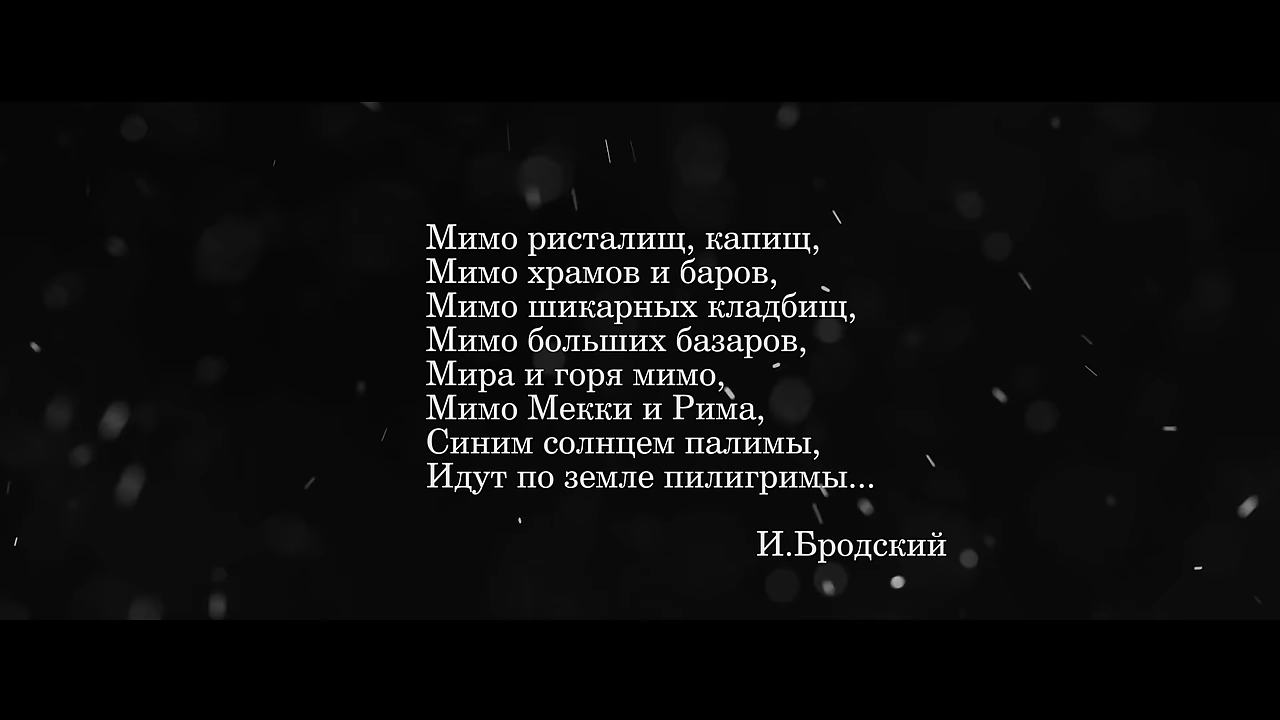 Мимо ристалищ, капищ,
Мимо храмов и баров,
Мимо шикарных кладбищ,
Мимо больших базаров,
Мира и горя мимо,
Мимо Мекки и Рима,
Синим солнцем палимы,
Идут по земле пилигримы...
И.Бродский